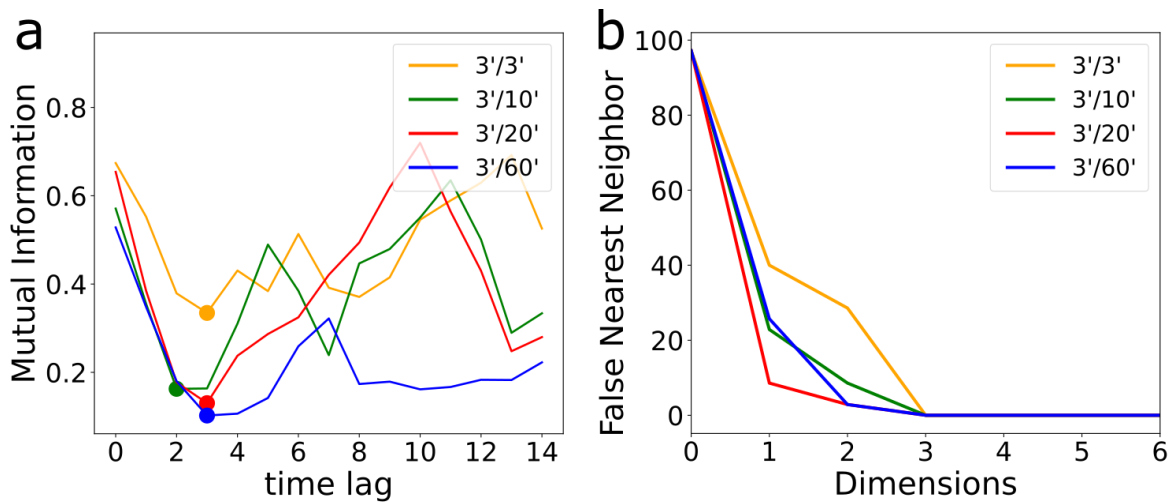 a
Mutual Information
0.8
0.6
0.4
0.2
0 2 4 6 8 10 12 14
time lag
3'/3'
3'/10'
3'/20'
3'/60'
b
False Nearest Neighbor
100
80
60
40
20
0
0 1 2 3 4 5 6
Dimensions
3'/3'
3'/10'
3'/20'
3'/60'